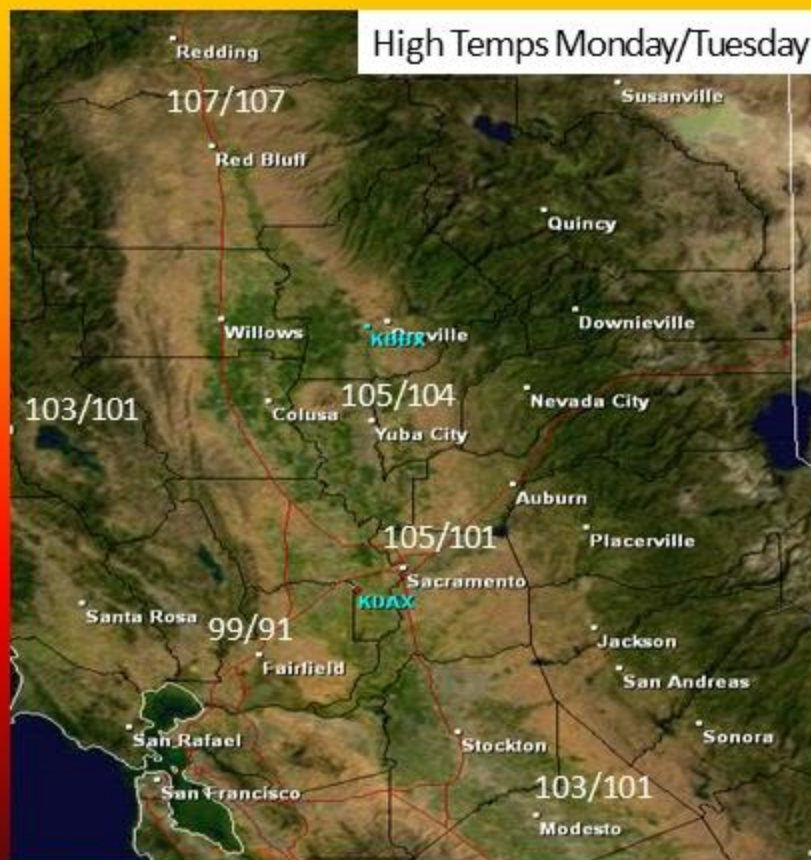 High Temps Monday/Tuesday
Redding
Susanville
107/107
Red Bluff
Quincy
Downieville
Willows
Oroville
KBBX
103/101
105/104
Nevada City
Colusa
Yuba City
Auburn
105/101
Placerville
Sacramento
KDAX
Santa Rosa
99/91
Jackson
Fairfield
San Andreas
San Rafael
Stockton
Sonora
San Francisco
103/101
Modesto